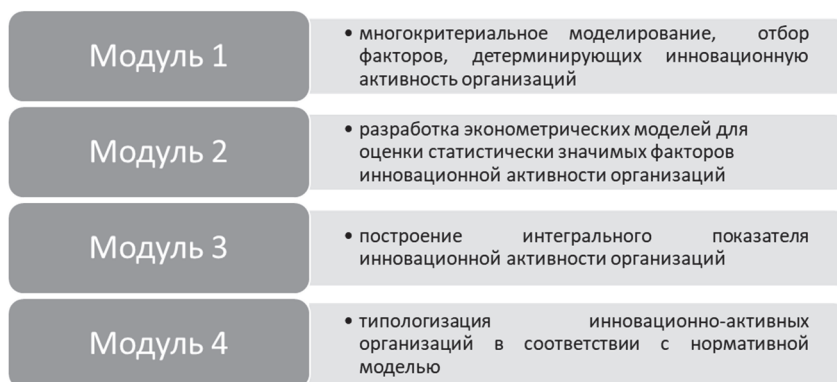 Модуль 1
• многокритериальное моделирование, отбор
факторов, детерминирующих инновационную
активность организаций
Модуль 2
• разработка эконометрических моделей для
оценки статистически значимых факторов
инновационной активности организаций
Модуль 3
• построение интегрального показателя
инновационной активности организаций
Модуль 4
• типологизация инновационно-активных
организаций в соответствии с нормативной
моделью